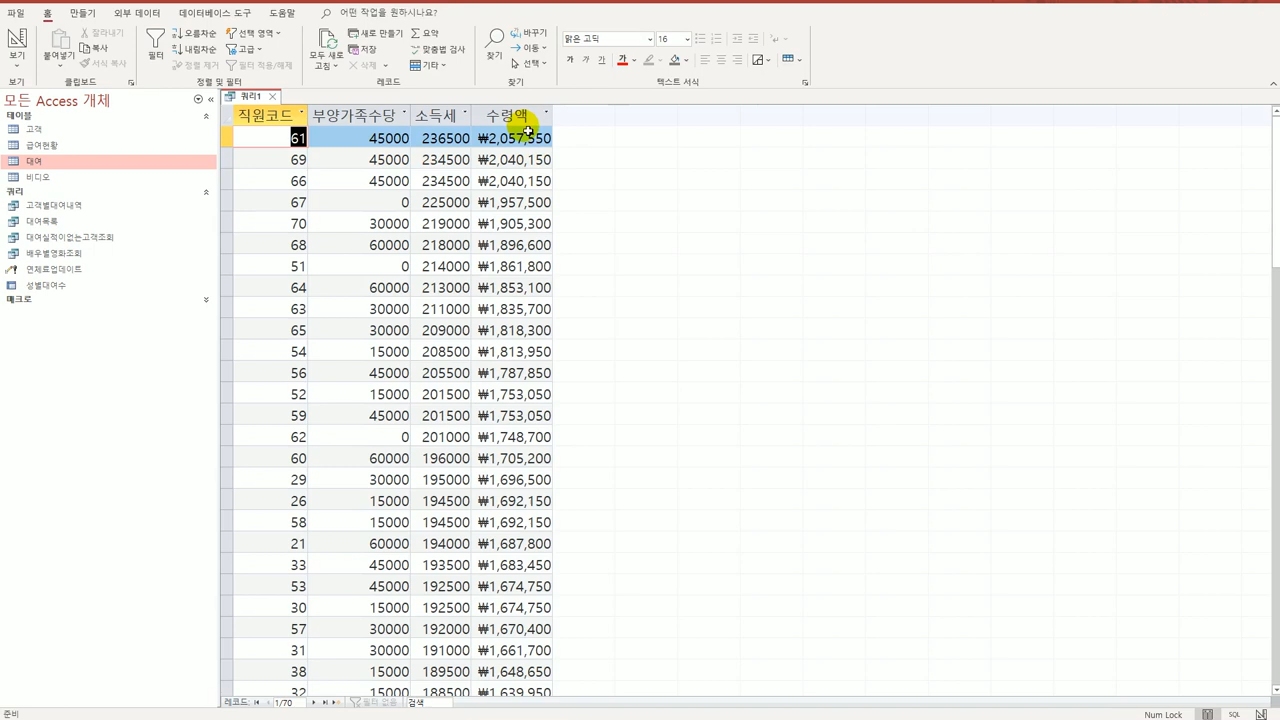 파일 홈 만들기 외부 데이터 데이터베이스 도구 도움말 어떤 작업을 원하시나요?
보기 붙여넣기 잘라내기 복사 서식 복사 필터 오름차순 내림차순 정렬 제거 선택 영역 고급 필터 적용/해제 모두 새로 고침 새로 만들기 저장 삭제 요약 맞춤법 검사 기타 찾기 바꾸기 이동 선택 맑은 고딕 16 가 가 가 가
보기 클립보드 정렬 및 필터 레코드 찾기 텍스트 서식
모든 Access 개체
테이블
고객
급여현황
대여
비디오
쿼리
고객별대여내역
대여목록
대여실적이없는고객조회
배우별영화조회
연체료업데이트
성별대여수
매크로
쿼리1
직원코드 부양가족수당 소득세 수령액
61 45000 236500 ₩2,057,550
69 45000 234500 ₩2,040,150
66 45000 234500 ₩2,040,150
67 0 225000 ₩1,957,500
70 30000 219000 ₩1,905,300
68 60000 218000 ₩1,896,600
51 0 214000 ₩1,861,800
64 60000 213000 ₩1,853,100
63 30000 211000 ₩1,835,700
65 30000 209000 ₩1,818,300
54 15000 208500 ₩1,813,950
56 45000 205500 ₩1,787,850
52 15000 201500 ₩1,753,050
59 45000 201500 ₩1,753,050
62 0 201000 ₩1,748,700
60 60000 196000 ₩1,705,200
29 30000 195000 ₩1,696,500
26 15000 194500 ₩1,692,150
58 15000 194500 ₩1,692,150
21 60000 194000 ₩1,687,800
33 45000 193500 ₩1,683,450
53 45000 192500 ₩1,674,750
30 15000 192500 ₩1,674,750
57 30000 192000 ₩1,670,400
31 30000 191000 ₩1,661,700
38 15000 189500 ₩1,648,650
32 15000 188500 ₩1,639,950
레코드: 1/70 필터 없음 검색
준비 Num Lock SQL